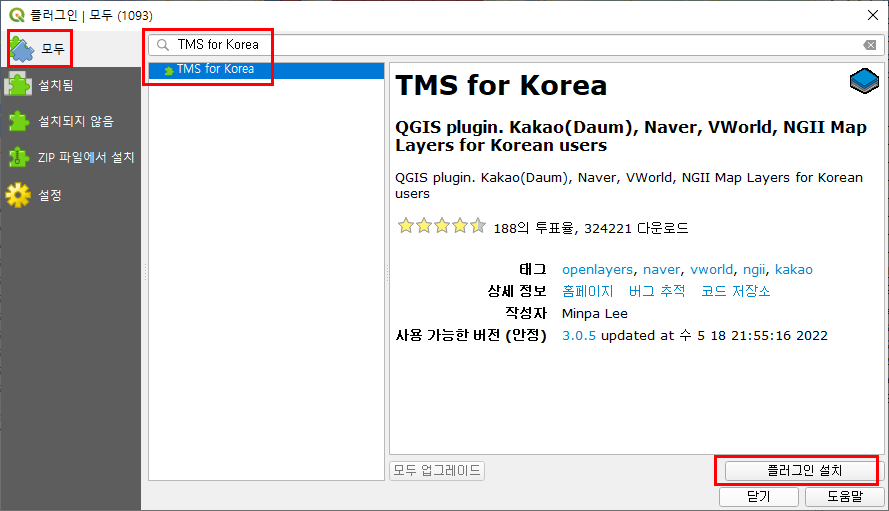 플러그인 | 모두 (1093)
모두
설치됨
설치되지 않음
ZIP 파일에서 설치
설정
TMS for Korea
TMS for Korea
TMS for Korea
QGIS plugin. Kakao(Daum), Naver, VWorld, NGII Map
Layers for Korean users
QGIS plugin. Kakao(Daum), Naver, VWorld, NGII Map Layers for Korean
users
188의 투표율, 324221 다운로드
태그 openlayers, naver, vworld, ngii, kakao
상세 정보 홈페이지 버그 추적 코드 저장소
작성자 Minpa Lee
사용 가능한 버전 (안정) 3.0.5 updated at 수 5 18 21:55:16 2022
모두 업그레이드
플러그인 설치
닫기
도움말